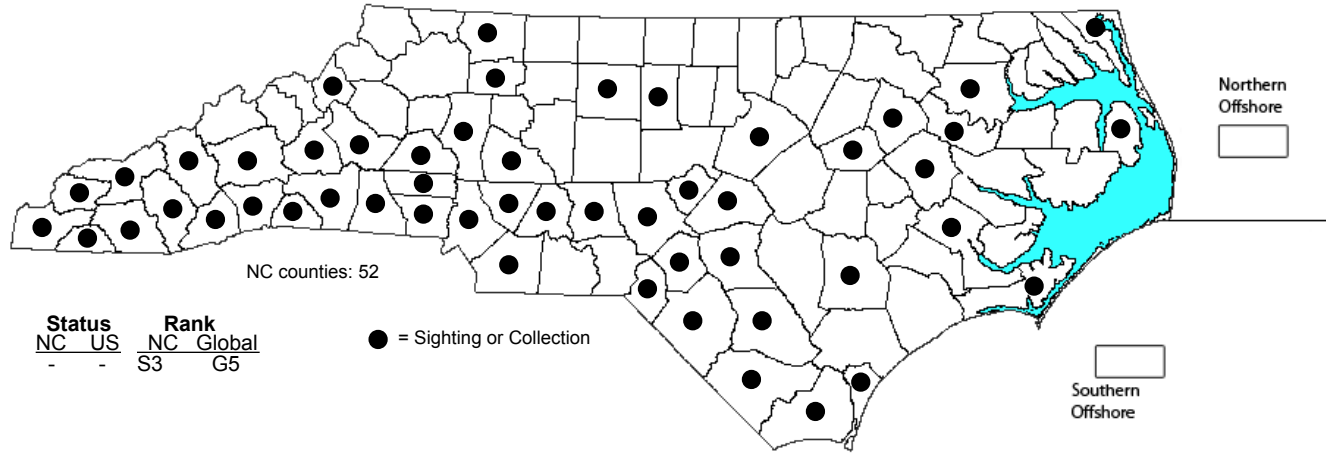 Northern
Offshore
NC counties: 52
Status Rank
NC US NC Global
- - S3 G5
= Sighting or Collection
Southern
Offshore